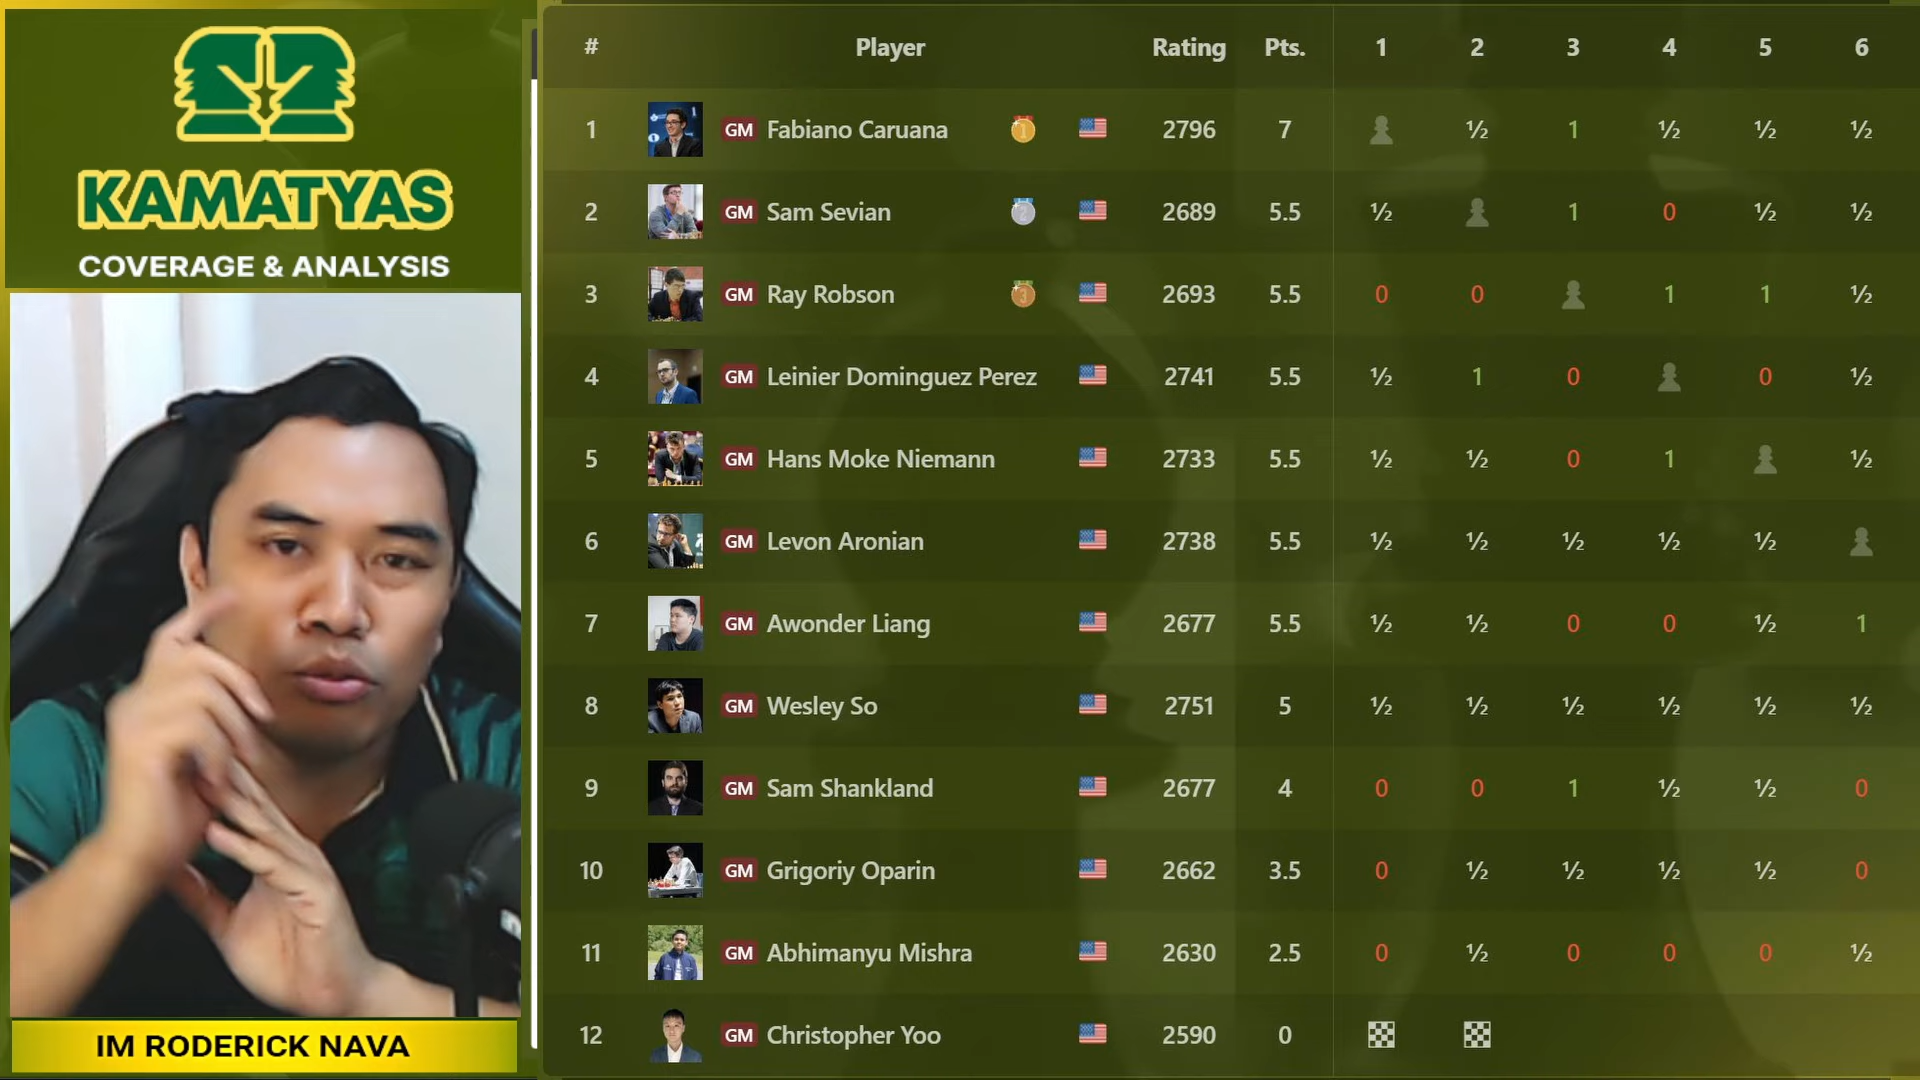 KAMATYAS
COVERAGE & ANALYSIS
IM RODERICK NAVA
# Player Rating Pts. 1 2 3 4 5 6
1 GM Fabiano Caruana 1 2796 7 ½ 1 ½ ½ ½
2 GM Sam Sevian 2 2689 5.5 ½ 1 0 ½ ½
3 GM Ray Robson 3 2693 5.5 0 0 1 1 ½
4 GM Leinier Dominguez Perez 2741 5.5 ½ 1 0 0 ½
5 GM Hans Moke Niemann 2733 5.5 ½ ½ 0 1 ½
6 GM Levon Aronian 2738 5.5 ½ ½ ½ ½ ½
7 GM Awonder Liang 2677 5.5 ½ ½ 0 0 ½ 1
8 GM Wesley So 2751 5 ½ ½ ½ ½ ½ ½
9 GM Sam Shankland 2677 4 0 0 1 ½ ½ 0
10 GM Grigoriy Oparin 2662 3.5 0 ½ ½ ½ ½ 0
11 GM Abhimanyu Mishra 2630 2.5 0 ½ 0 0 0 ½
12 GM Christopher Yoo 2590 0